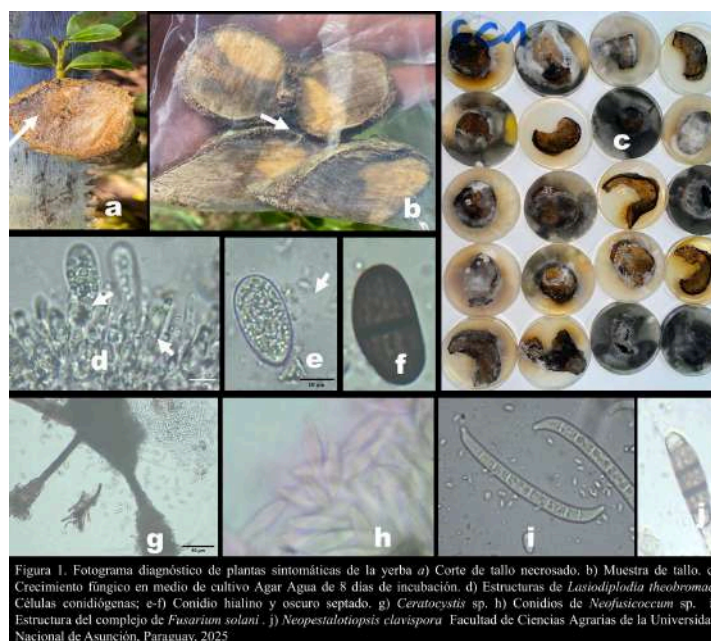 CC1
a
b
c
d
e
f
g
h
i
j
Figura 1. Fotograma diagnóstico de plantas sintomáticas de la yerba a) Corte de tallo necrosado. b) Muestra de tallo. c
Crecimiento fúngico en medio de cultivo Agar Agua de 8 días de incubación. d) Estructuras de Lasiodiplodia theobromae
Células conidiógenas; e-f) Conidio hialino y oscuro septado. g) Ceratocystis sp. h) Conidios de Neofusicoccum sp. i
Estructura del complejo de Fusarium solani . j) Neopestalotiopsis clavispora Facultad de Ciencias Agrarias de la Universida
Nacional de Asunción, Paraguay, 2025